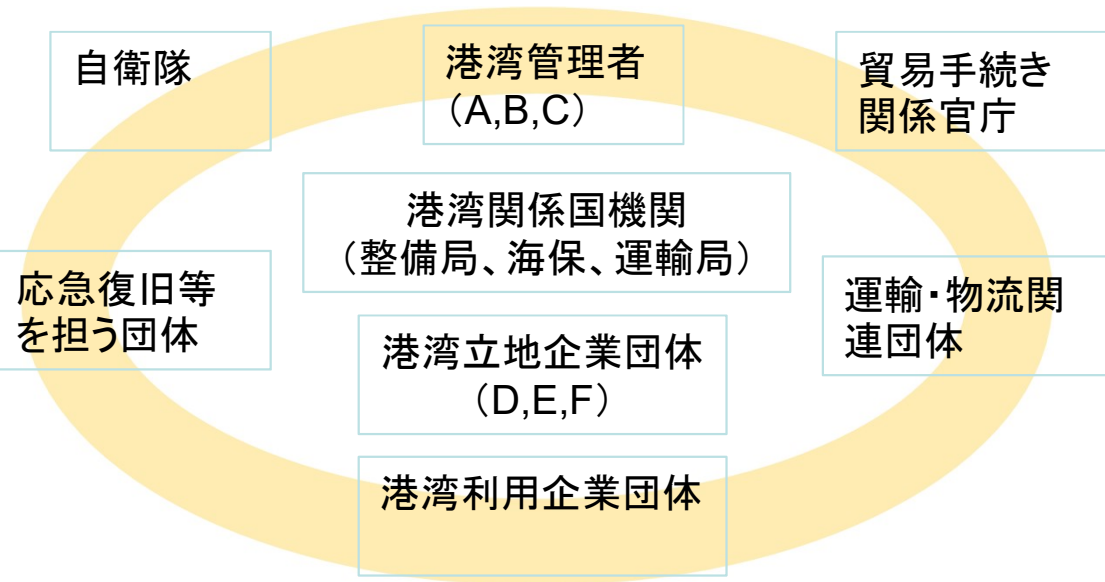 自衛隊
港湾管理者
（A,B,C）
貿易手続き
関係官庁
港湾関係国機関
（整備局、海保、運輸局）
応急復旧等
を担う団体
運輸・物流関
連団体
港湾立地企業団体
（D,E,F）
港湾利用企業団体